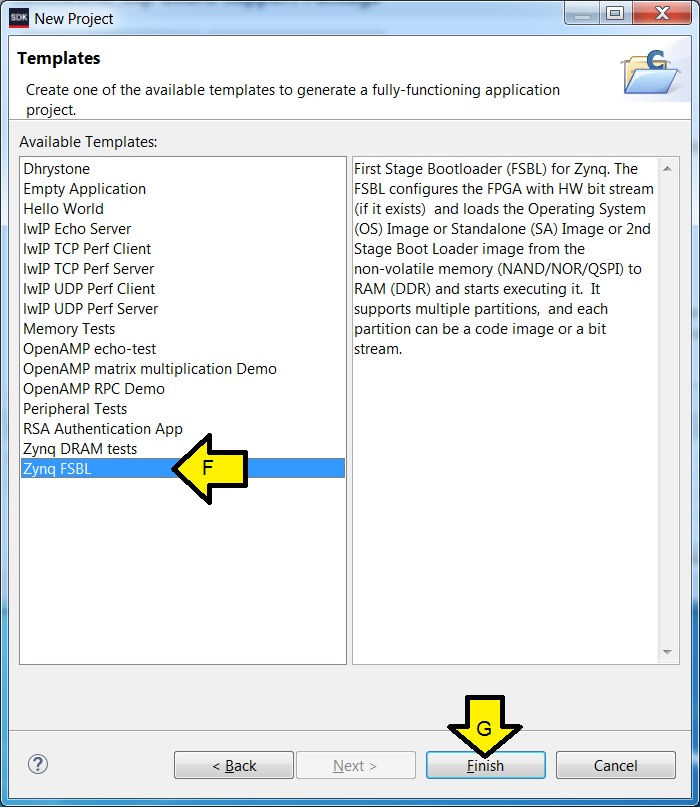 SDK New Project
Templates
Create one of the available templates to generate a fully-functioning application
project.
Available Templates:
Dhrystone
Empty Application
Hello World
lwIP Echo Server
lwIP TCP Perf Client
lwIP TCP Perf Server
lwIP UDP Perf Client
lwIP UDP Perf Server
Memory Tests
OpenAMP echo-test
OpenAMP matrix multiplication Demo
OpenAMP RPC Demo
Peripheral Tests
RSA Authentication App
Zynq DRAM tests
Zynq FSBL
F
First Stage Bootloader (FSBL) for Zynq. The
FSBL configures the FPGA with HW bit stream
(if it exists)  and loads the Operating System
(OS) Image or Standalone (SA) Image or 2nd
Stage Boot Loader image from the
non-volatile memory (NAND/NOR/QSPI) to
RAM (DDR) and starts executing it.  It
supports multiple partitions,  and each
partition can be a code image or a bit
stream.
G
? < Back Next > Finish Cancel